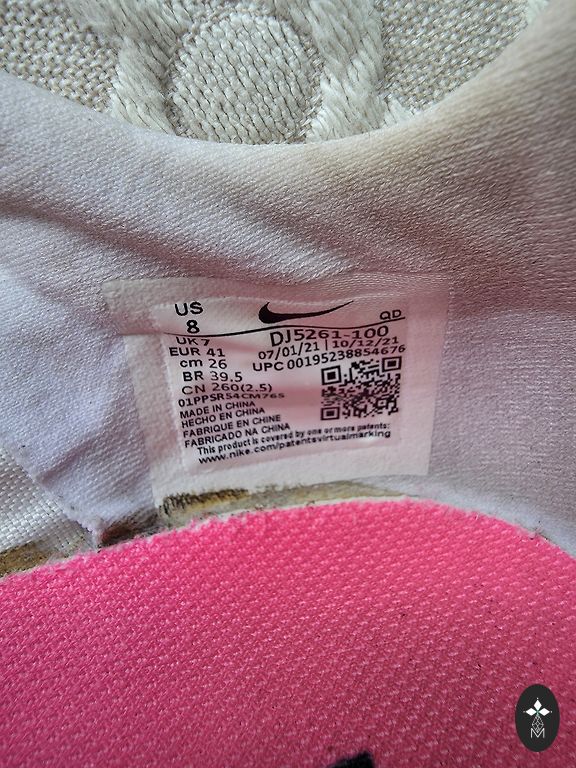 US
8
QD
UK 7
DJ5261-100
EUR 41
07/01/21 | 10/12/21
cm 26
UPC 00195238854676
BR 39.5
CN 260(2.5)
01PPSR54CM765
MADE IN CHINA
HECHO EN CHINA
FABRIQUE EN CHINE
FABRICADO NA CHINA
This product is covered by one or more patents:
www.nike.com/patentsvirtualmarking
M